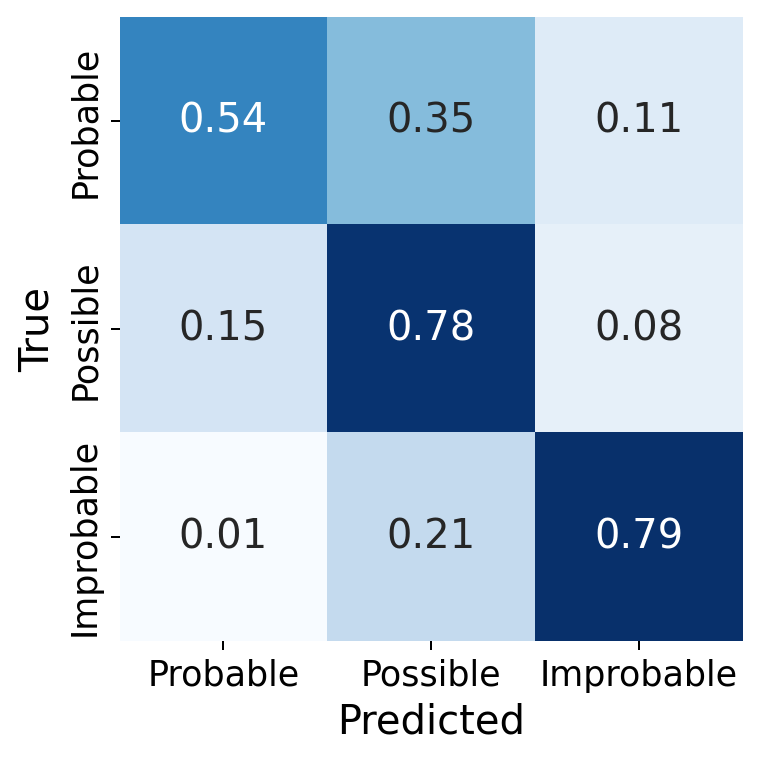 True
Probable
0.54 0.35 0.11
Possible
0.15 0.78 0.08
Improbable
0.01 0.21 0.79
Probable Possible Improbable
Predicted